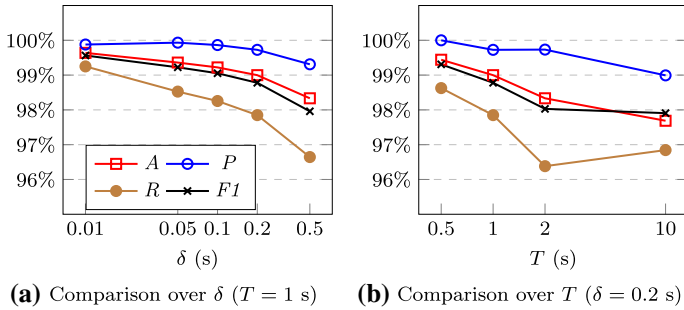 100%
99%
98%
97%
96%
A P
R F1
0.01 0.05 0.1 0.2 0.5
δ (s)
(a) Comparison over δ (T = 1 s)
100%
99%
98%
97%
96%
0.5 1 2 10
T (s)
(b) Comparison over T (δ = 0.2 s)